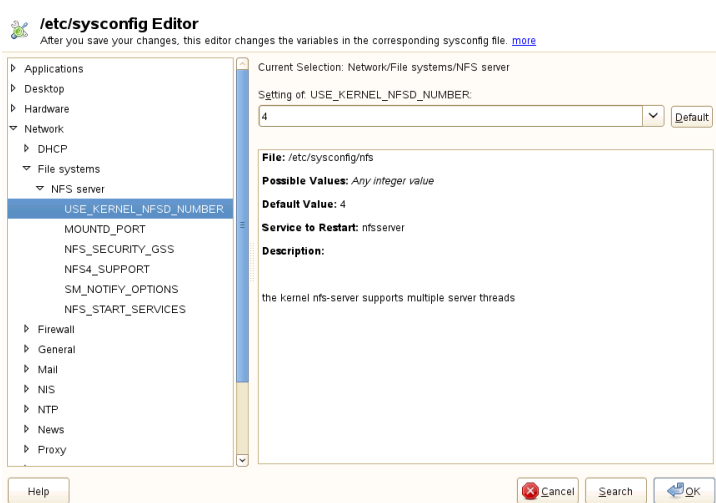 /etc/sysconfig Editor
After you save your changes, this editor changes the variables in the corresponding sysconfig file. more
Applications
Desktop
Hardware
Network
DHCP
File systems
NFS server
USE_KERNEL_NFSD_NUMBER
MOUNTD_PORT
NFS_SECURITY_GSS
NFS4_SUPPORT
SM_NOTIFY_OPTIONS
NFS_START_SERVICES
Firewall
General
Mail
NIS
NTP
News
Proxy
Current Selection: Network/File systems/NFS server
Setting of: USE_KERNEL_NFSD_NUMBER:
4
Default
File: /etc/sysconfig/nfs
Possible Values: Any integer value
Default Value: 4
Service to Restart: nfsserver
Description:
the kernel nfs-server supports multiple server threads
Help
Cancel
Search
OK